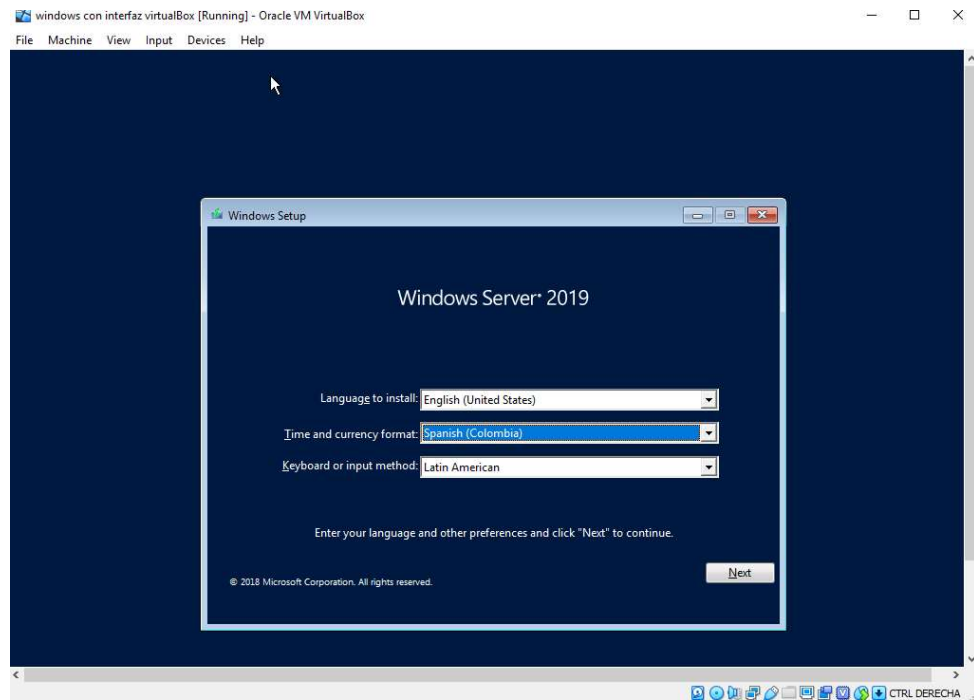 windows con interfaz virtualBox [Running] - Oracle VM VirtualBox
File Machine View Input Devices Help
Windows Setup
Windows Server® 2019
Language to install: English (United States)
Time and currency format: Spanish (Colombia)
Keyboard or input method: Latin American
Enter your language and other preferences and click "Next" to continue.
Next
© 2018 Microsoft Corporation. All rights reserved.
CTRL DERECHA